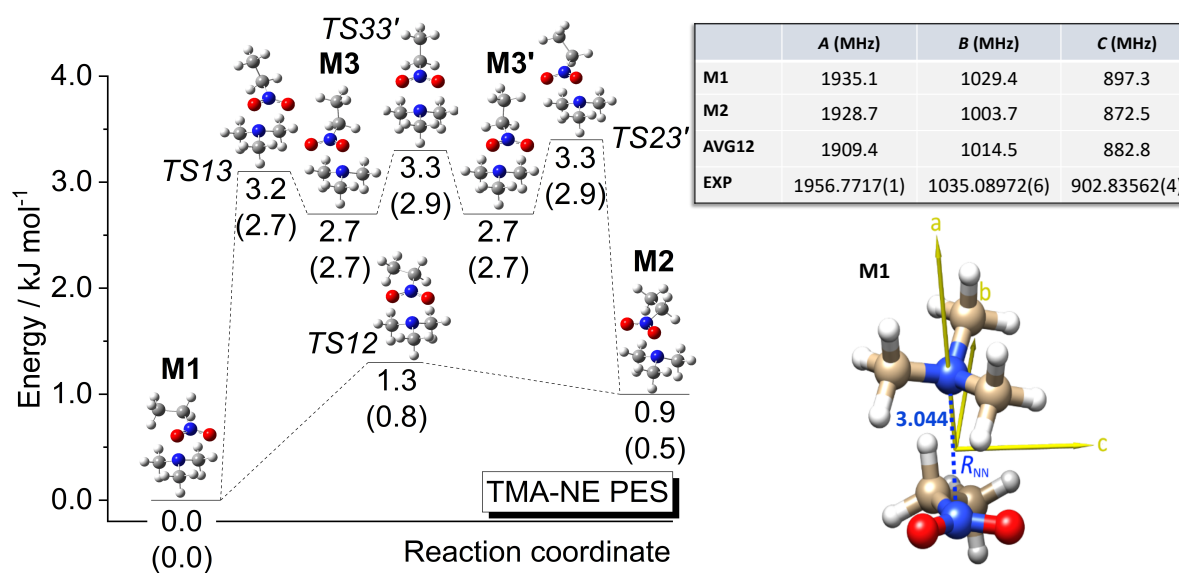 TS33′
M3
M3'
TS13
TS23′
3.2
(2.7)
2.7
(2.7)
3.3
(2.9)
2.7
(2.7)
3.3
(2.9)
M2
TS12
1.3
(0.8)
0.9
(0.5)
M1
0.0
(0.0)
4.0
3.0
2.0
1.0
0.0
Energy / kJ mol⁻¹
TMA-NE PES
Reaction coordinate
A (MHz) B (MHz) C (MHz)
M1 1935.1 1029.4 897.3
M2 1928.7 1003.7 872.5
AVG12 1909.4 1014.5 882.8
EXP 1956.7717(1) 1035.08972(6) 902.83562(4)
M1
a
b
c
3.044
R_NN